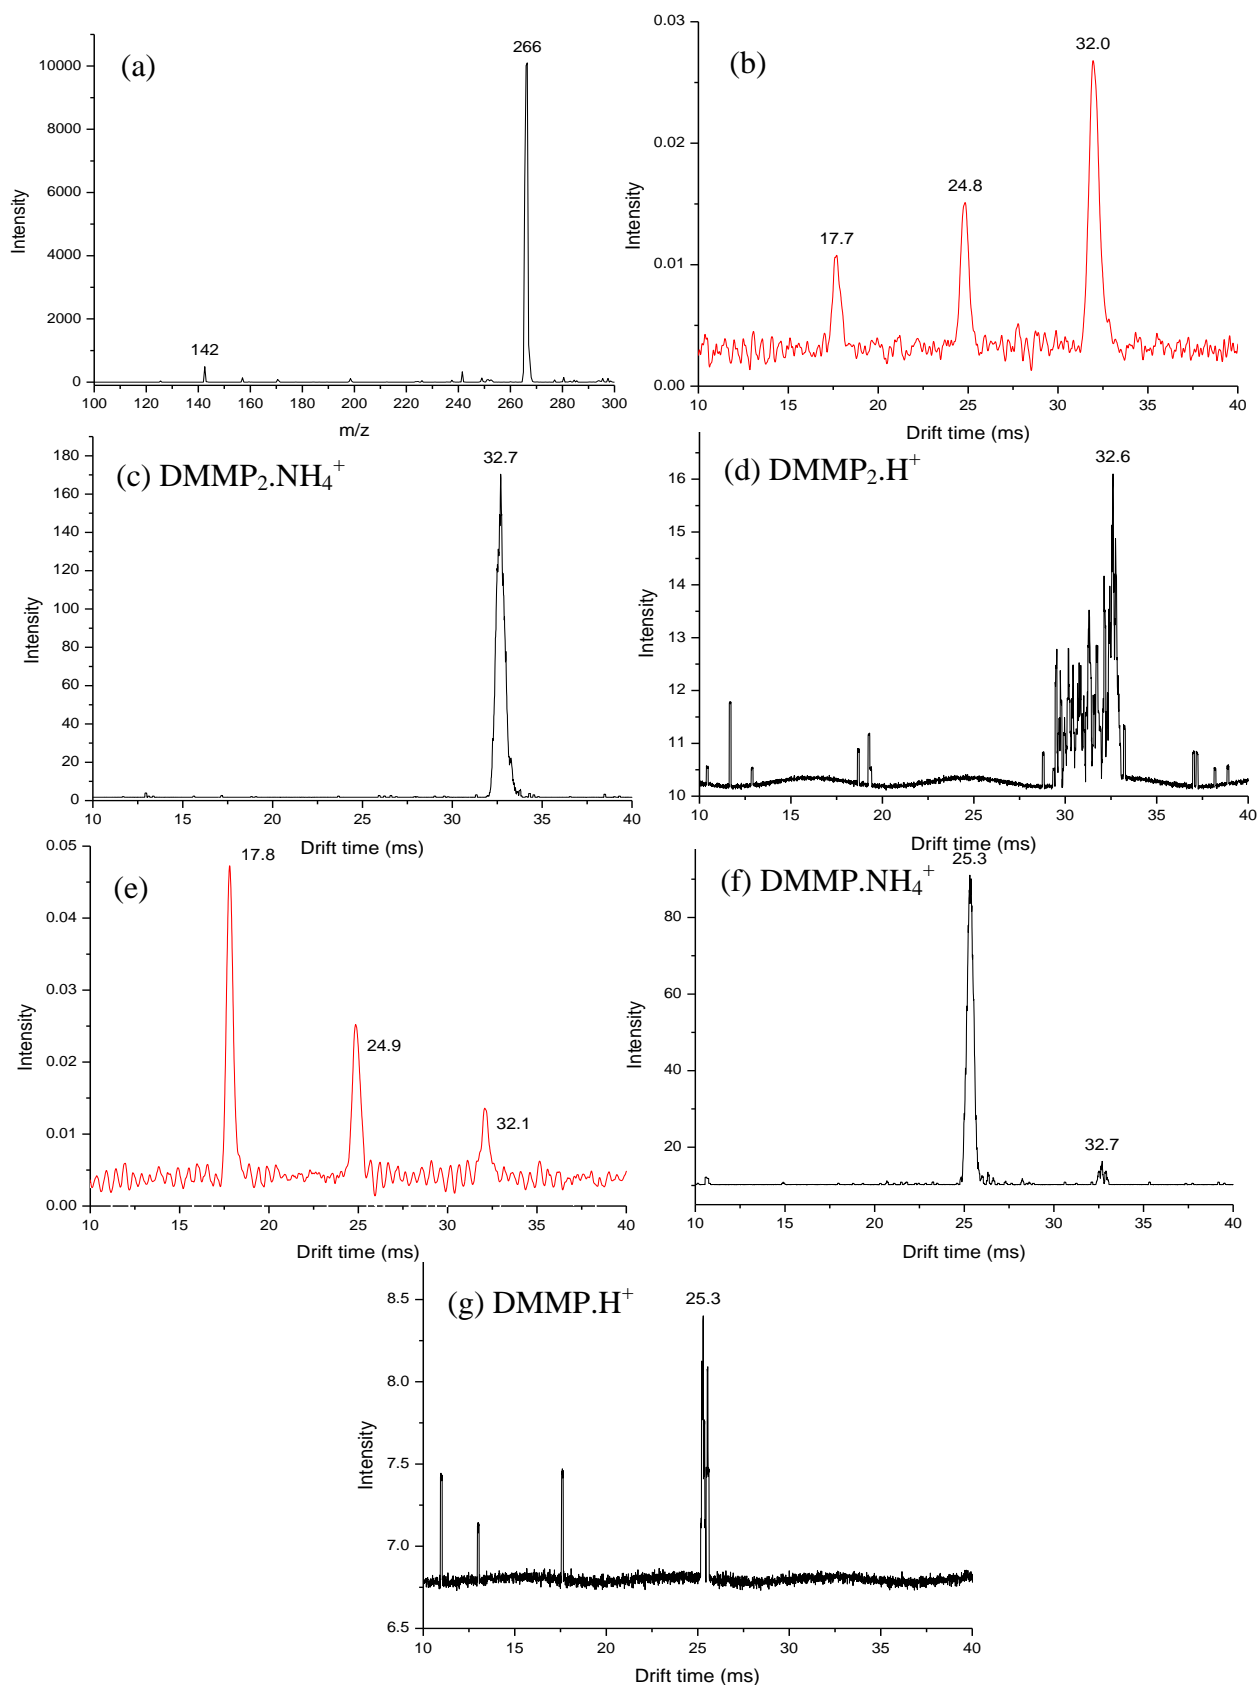 (a)
266
142
Intensity
10000
8000
6000
4000
2000
0
100 120 140 160 180 200 220 240 260 280 300
m/z
(b)
32.0
24.8
17.7
Intensity
0.03
0.03
0.02
0.02
0.01
0.01
0.00
10 15 20 25 30 35 40
Drift time (ms)
(c) DMMP₂.NH₄⁺
32.7
Intensity
180
160
140
120
100
80
60
40
20
0
10 15 20 25 30 35 40
Drift time (ms)
(d) DMMP₂.H⁺
32.6
Intensity
16
15
14
13
12
11
10
10 15 20 25 30 35 40
Drift time (ms)
(e)
17.8
24.9
32.1
Intensity
0.05
0.04
0.03
0.02
0.01
0.00
10 15 20 25 30 35 40
Drift time (ms)
(f) DMMP.NH₄⁺
25.3
32.7
Intensity
80
60
40
20
10 15 20 25 30 35 40
Drift time (ms)
(g) DMMP.H⁺
25.3
Intensity
8.5
8.0
7.5
7.0
6.5
10 15 20 25 30 35 40
Drift time (ms)